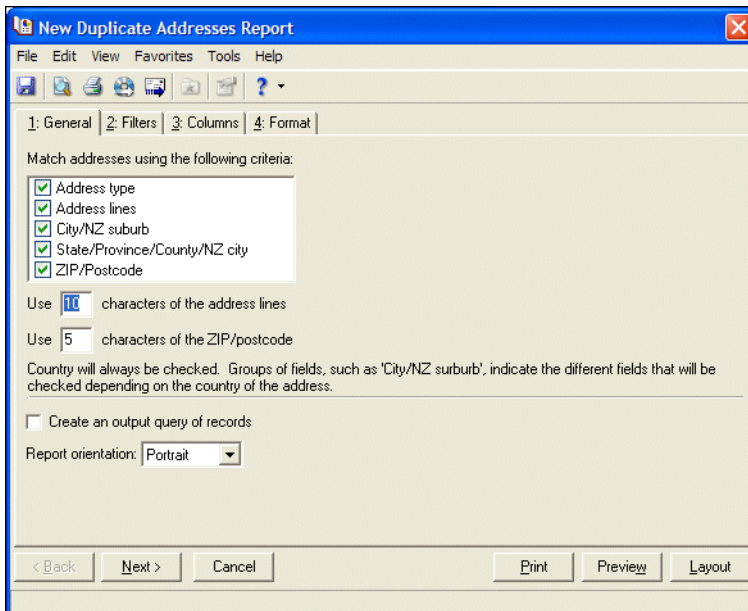 New Duplicate Addresses Report
File Edit View Favorites Tools Help
1: General 2: Filters 3: Columns 4: Format
Match addresses using the following criteria:
Address type
Address lines
City/NZ suburb
State/Province/County/NZ city
ZIP/Postcode
Use 10 characters of the address lines
Use 5 characters of the ZIP/postcode
Country will always be checked. Groups of fields, such as 'City/NZ surburb', indicate the different fields that will be
checked depending on the country of the address.
Create an output query of records
Report orientation: Portrait
< Back Next > Cancel Print Preview Layout